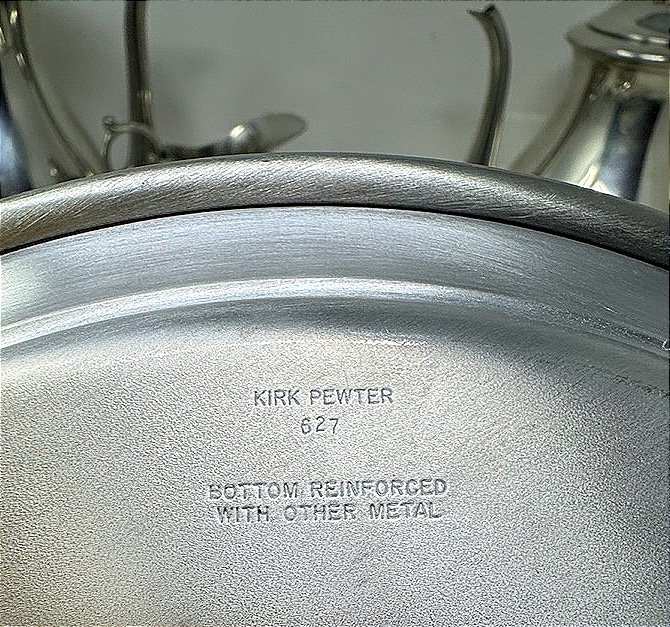 KIRK PEWTER
627
BOTTOM REINFORCED
WITH OTHER METAL